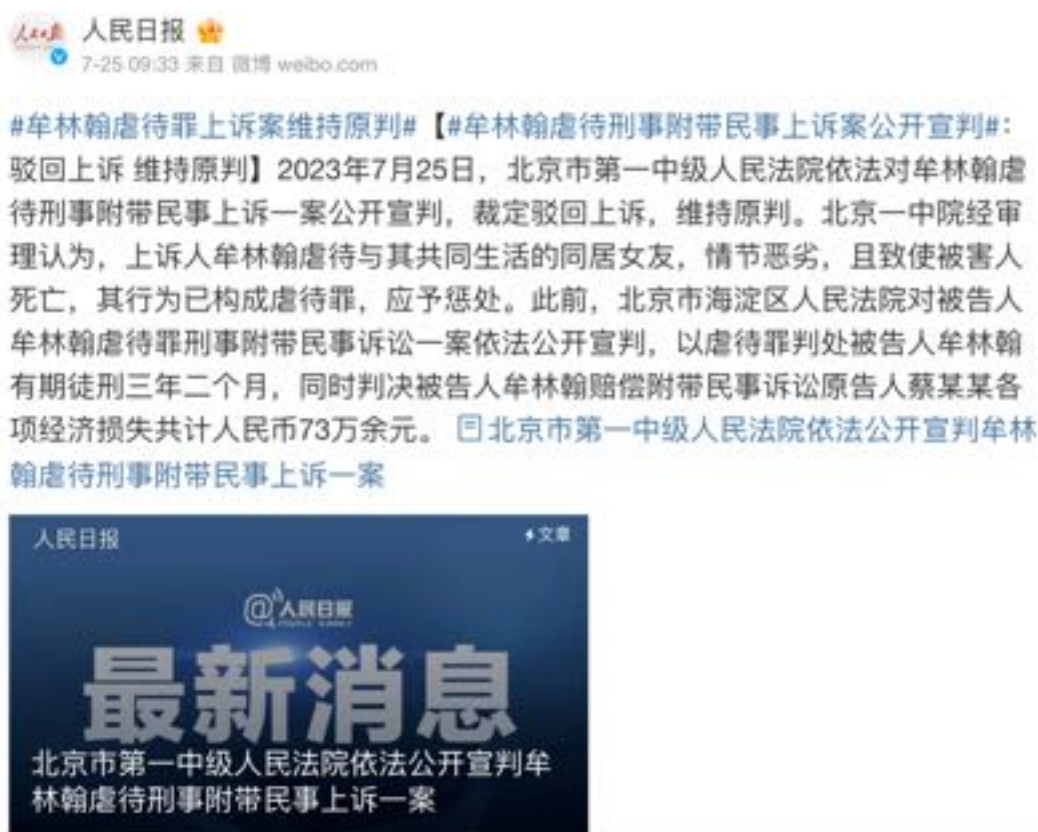 人民日报
人民日报
7-25 09:33 来自 微博 weibo.com
#牟林翰虐待罪上诉案维持原判#【#牟林翰虐待刑事附带民事上诉案公开宣判#：
驳回上诉 维持原判】2023年7月25日，北京市第一中级人民法院依法对牟林翰虐
待刑事附带民事上诉一案公开宣判，裁定驳回上诉，维持原判。北京一中院经审
理认为，上诉人牟林翰虐待与其共同生活的同居女友，情节恶劣，且致使被害人
死亡，其行为已构成虐待罪，应予惩处。此前，北京市海淀区人民法院对被告人
牟林翰虐待罪刑事附带民事诉讼一案依法公开宣判，以虐待罪判处被告人牟林翰
有期徒刑三年二个月，同时判决被告人牟林翰赔偿附带民事诉讼原告人蔡某某各
项经济损失共计人民币73万余元。 北京市第一中级人民法院依法公开宣判牟林
翰虐待刑事附带民事上诉一案
人民日报
文章
@人民日报
PEOPLE'S DAILY
最新消息
北京市第一中级人民法院依法公开宣判牟
林翰虐待刑事附带民事上诉一案